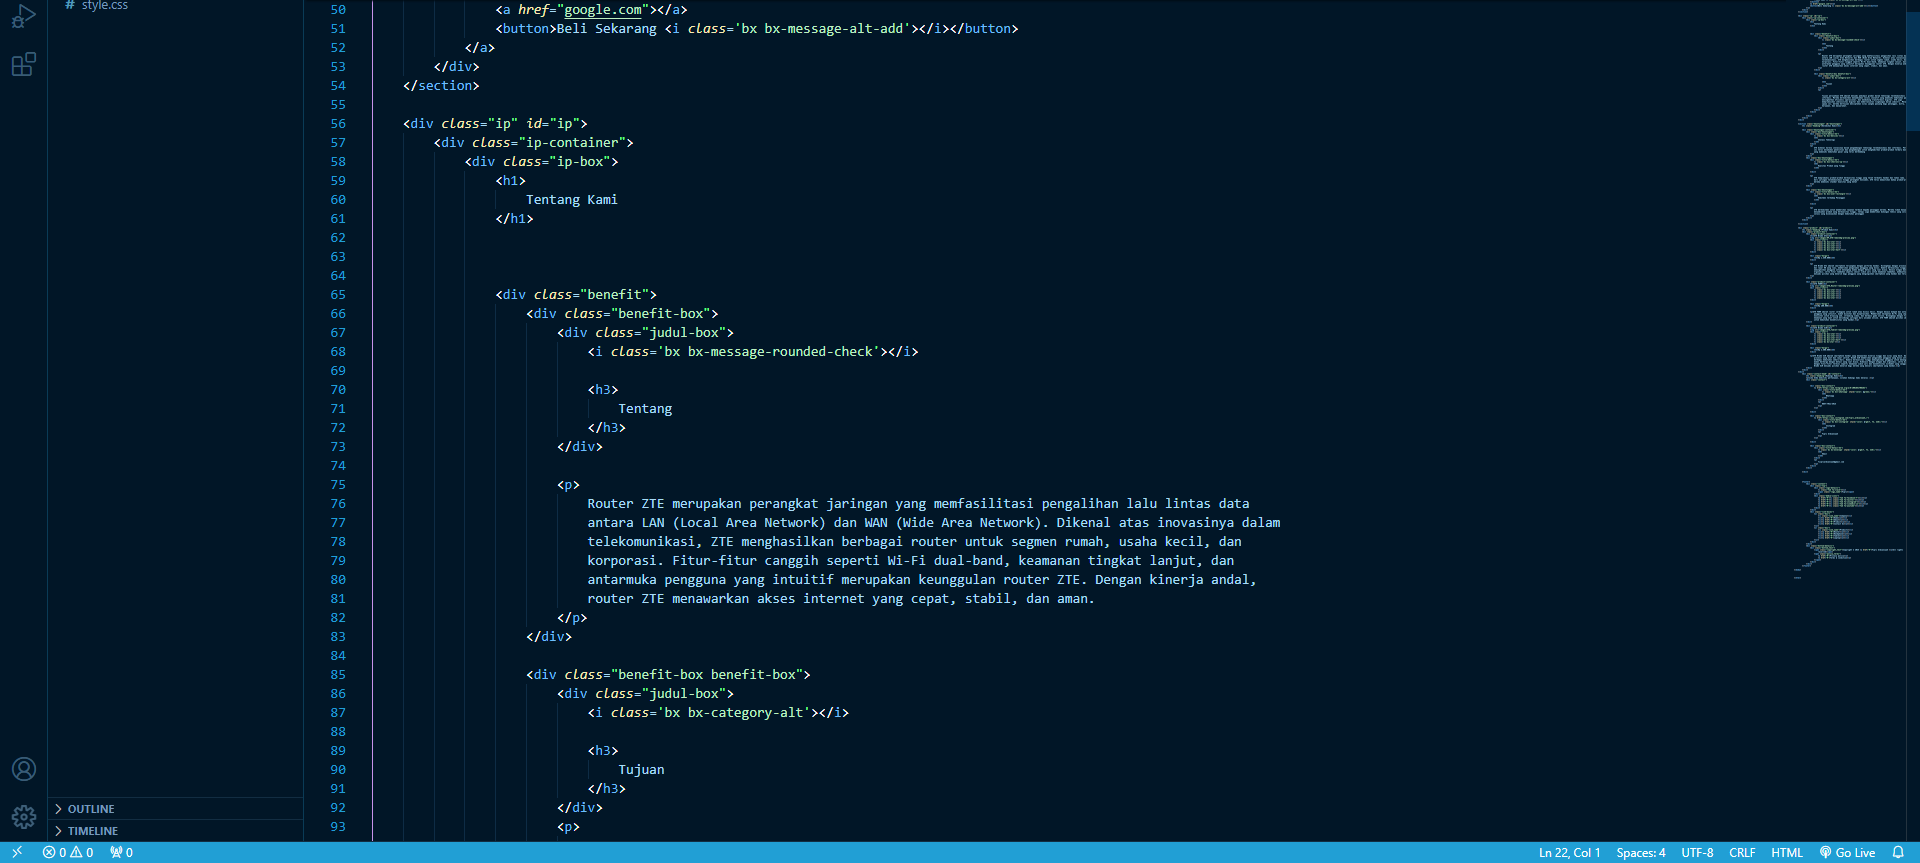 style.css
50 <a href="google.com"></a>
51 <button>Beli Sekarang <i class='bx bx-message-alt-add'></i></button>
52 </a>
53 </div>
54 </section>
55
56 <div class="ip" id="ip">
57 <div class="ip-container">
58 <div class="ip-box">
59 <h1>
60 Tentang Kami
61 </h1>
62
63
64
65 <div class="benefit">
66 <div class="benefit-box">
67 <div class="judul-box">
68 <i class='bx bx-message-rounded-check'></i>
69
70 <h3>
71 Tentang
72 </h3>
73 </div>
74
75 <p>
76 Router ZTE merupakan perangkat jaringan yang memfasilitasi pengalihan lalu lintas data
77 antara LAN (Local Area Network) dan WAN (Wide Area Network). Dikenal atas inovasinya dalam
78 telekomunikasi, ZTE menghasilkan berbagai router untuk segmen rumah, usaha kecil, dan
79 korporasi. Fitur-fitur canggih seperti Wi-Fi dual-band, keamanan tingkat lanjut, dan
80 antarmuka pengguna yang intuitif merupakan keunggulan router ZTE. Dengan kinerja andal,
81 router ZTE menawarkan akses internet yang cepat, stabil, dan aman.
82 </p>
83 </div>
84
85 <div class="benefit-box benefit-box">
86 <div class="judul-box">
87 <i class='bx bx-category-alt'></i>
88
89 <h3>
90 Tujuan
91 </h3>
92 </div>
93 <p>
OUTLINE
TIMELINE
0 0 0 Ln 22, Col 1 Spaces: 4 UTF-8 CRLF HTML Go Live